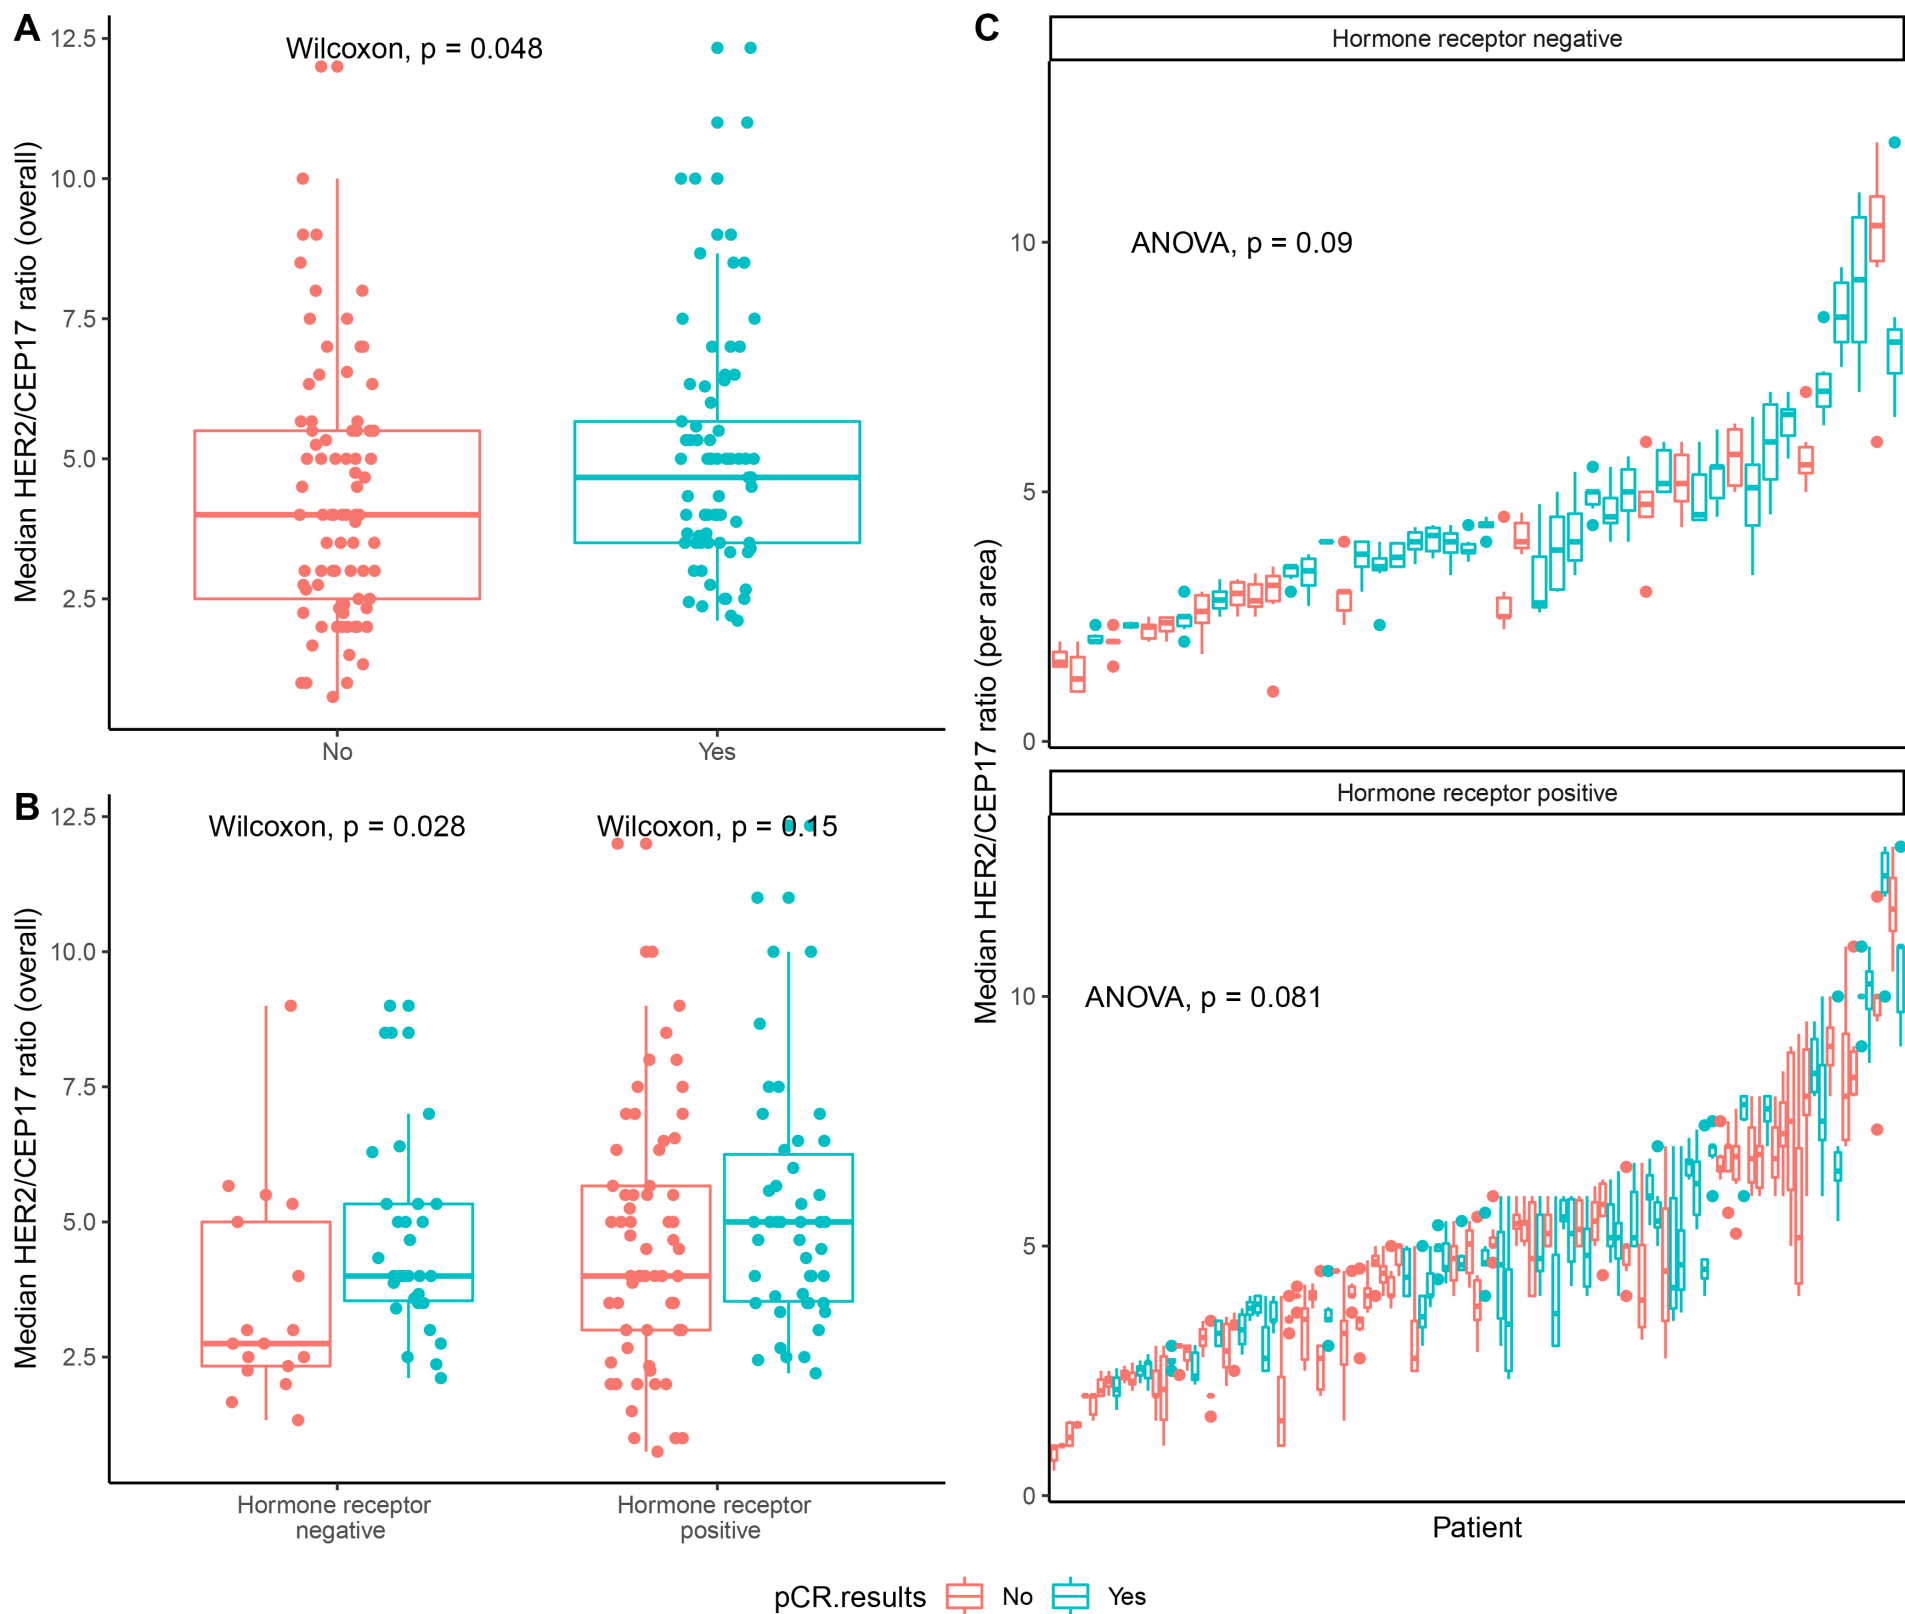 A
Median HER2/CEP17 ratio (overall)
12.5
10.0
7.5
5.0
2.5
Wilcoxon, p = 0.048
No
Yes
B
Median HER2/CEP17 ratio (overall)
12.5
10.0
7.5
5.0
2.5
Wilcoxon, p = 0.028
Wilcoxon, p = 0.15
Hormone receptor
negative
Hormone receptor
positive
C
Median HER2/CEP17 ratio (per area)
Hormone receptor negative
10
5
0
ANOVA, p = 0.09
Hormone receptor positive
10
5
0
ANOVA, p = 0.081
Patient
pCR.results
No
Yes